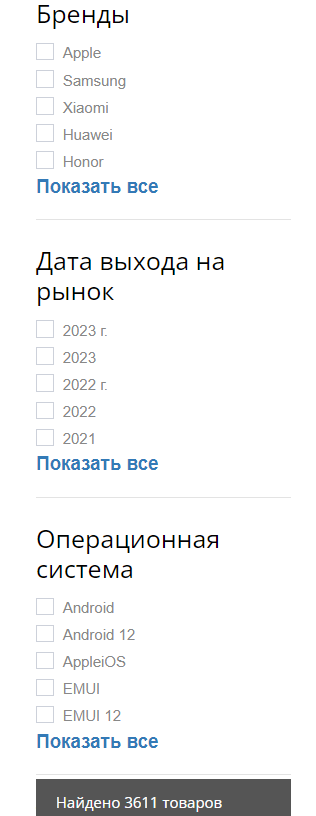 Бренды
Apple
Samsung
Xiaomi
Huawei
Honor
Показать все
Дата выхода на
рынок
2023 г.
2023
2022 г.
2022
2021
Показать все
Операционная
система
Android
Android 12
AppleiOS
EMUI
EMUI 12
Показать все
Найдено 3611 товаров